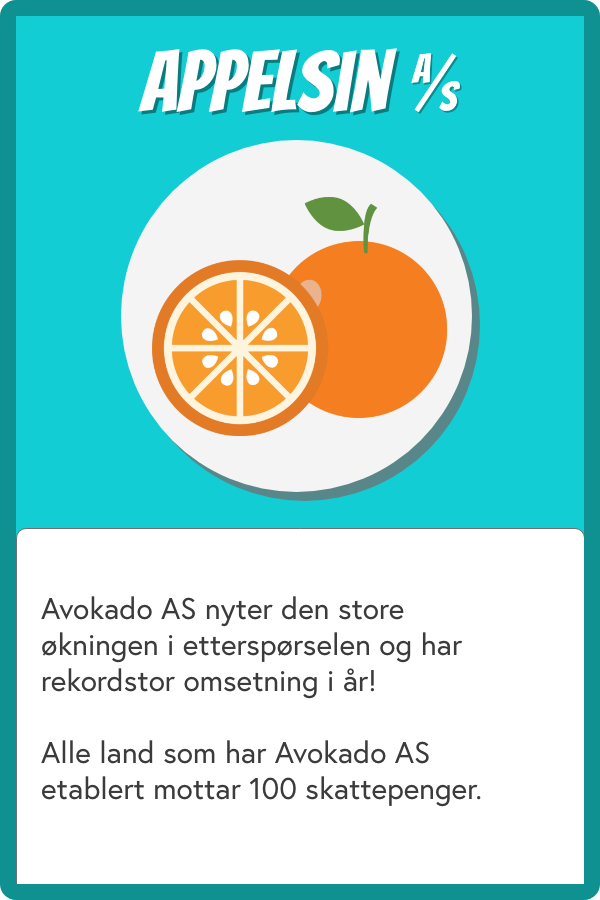 APPELSIN A/S
Avokado AS nyter den store
økningen i etterspørselen og har
rekordstor omsetning i år!
Alle land som har Avokado AS
etablert mottar 100 skattepenger.